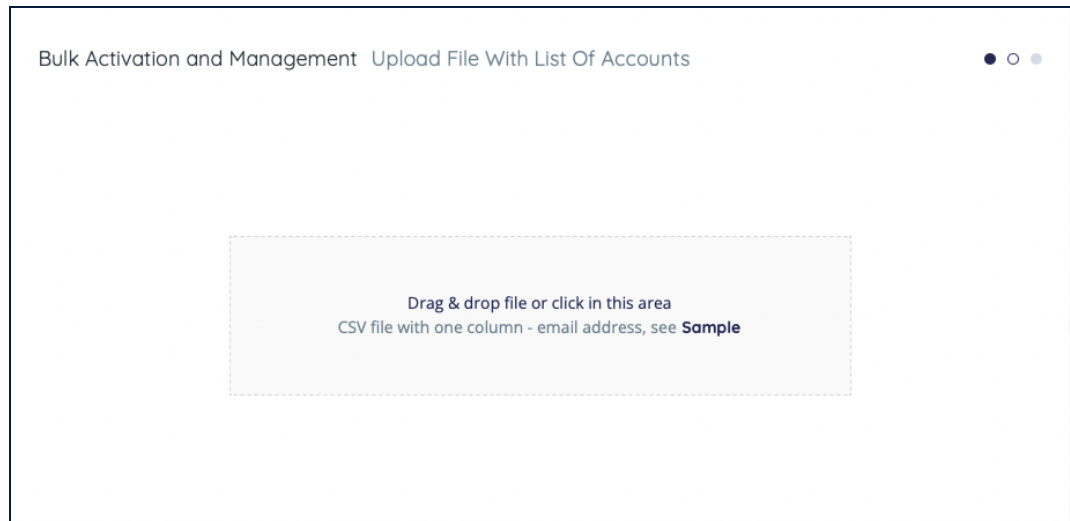 Bulk Activation and Management Upload File With List Of Accounts
Drag & drop file or click in this area
CSV file with one column - email address, see Sample